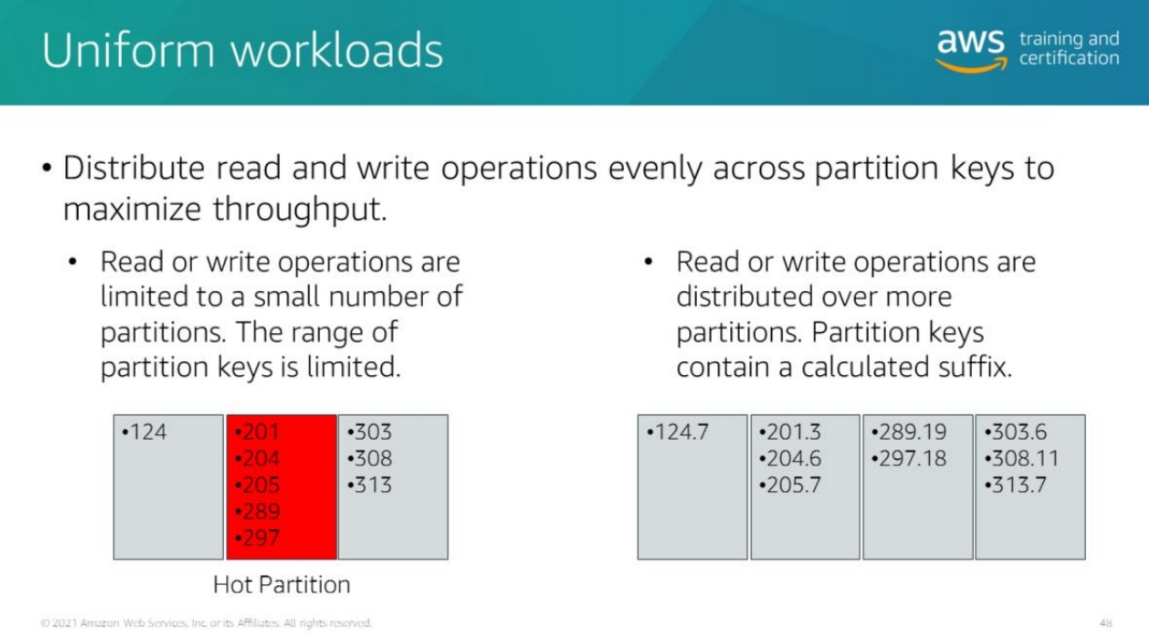 Uniform workloads
aws training and
certification
• Distribute read and write operations evenly across partition keys to
maximize throughput.
• Read or write operations are
limited to a small number of
partitions. The range of
partition keys is limited.
• Read or write operations are
distributed over more
partitions. Partition keys
contain a calculated suffix.
•124
•201
•204
•205
•289
•297
•303
•308
•313
Hot Partition
•124.7
•201.3
•204.6
•205.7
•289.19
•297.18
•303.6
•308.11
•313.7
© 2021 Amazon Web Services, Inc. or its Affiliates. All rights reserved.
48